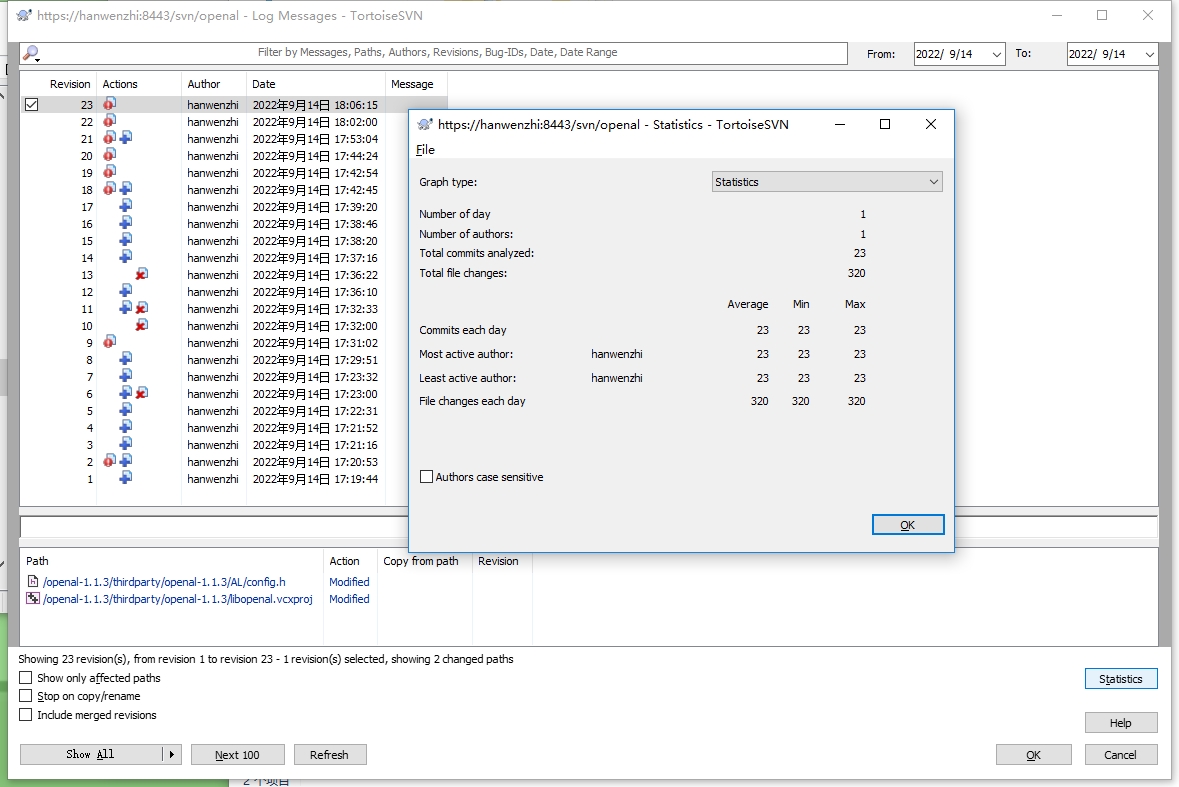 https://hanwenzhi:8443/svn/openal - Log Messages - TortoiseSVN
Filter by Messages, Paths, Authors, Revisions, Bug-IDs, Date, Date Range
From: 2022/ 9/14 To: 2022/ 9/14
Revision Actions Author Date Message
23 hanwenzhi 2022年9月14日 18:06:15
22 hanwenzhi 2022年9月14日 18:02:00
21 hanwenzhi 2022年9月14日 17:53:04
20 hanwenzhi 2022年9月14日 17:44:24
19 hanwenzhi 2022年9月14日 17:42:54
18 hanwenzhi 2022年9月14日 17:42:45
17 hanwenzhi 2022年9月14日 17:39:20
16 hanwenzhi 2022年9月14日 17:38:46
15 hanwenzhi 2022年9月14日 17:38:20
14 hanwenzhi 2022年9月14日 17:37:16
13 hanwenzhi 2022年9月14日 17:36:22
12 hanwenzhi 2022年9月14日 17:36:10
11 hanwenzhi 2022年9月14日 17:32:33
10 hanwenzhi 2022年9月14日 17:32:00
9 hanwenzhi 2022年9月14日 17:31:02
8 hanwenzhi 2022年9月14日 17:29:51
7 hanwenzhi 2022年9月14日 17:23:32
6 hanwenzhi 2022年9月14日 17:23:00
5 hanwenzhi 2022年9月14日 17:22:31
4 hanwenzhi 2022年9月14日 17:21:52
3 hanwenzhi 2022年9月14日 17:21:16
2 hanwenzhi 2022年9月14日 17:20:53
1 hanwenzhi 2022年9月14日 17:19:44
https://hanwenzhi:8443/svn/openal - Statistics - TortoiseSVN
File
Graph type: Statistics
Number of day 1
Number of authors: 1
Total commits analyzed: 23
Total file changes: 320
Average Min Max
Commits each day 23 23 23
Most active author: hanwenzhi 23 23 23
Least active author: hanwenzhi 23 23 23
File changes each day 320 320 320
Authors case sensitive
OK
Path Action Copy from path Revision
/openal-1.1.3/thirdparty/openal-1.1.3/AL/config.h Modified
/openal-1.1.3/thirdparty/openal-1.1.3/libopenal.vcxproj Modified
Showing 23 revision(s), from revision 1 to revision 23 - 1 revision(s) selected, showing 2 changed paths
Show only affected paths
Stop on copy/rename
Include merged revisions
Statistics
Help
Show All Next 100 Refresh OK Cancel
2 个项目